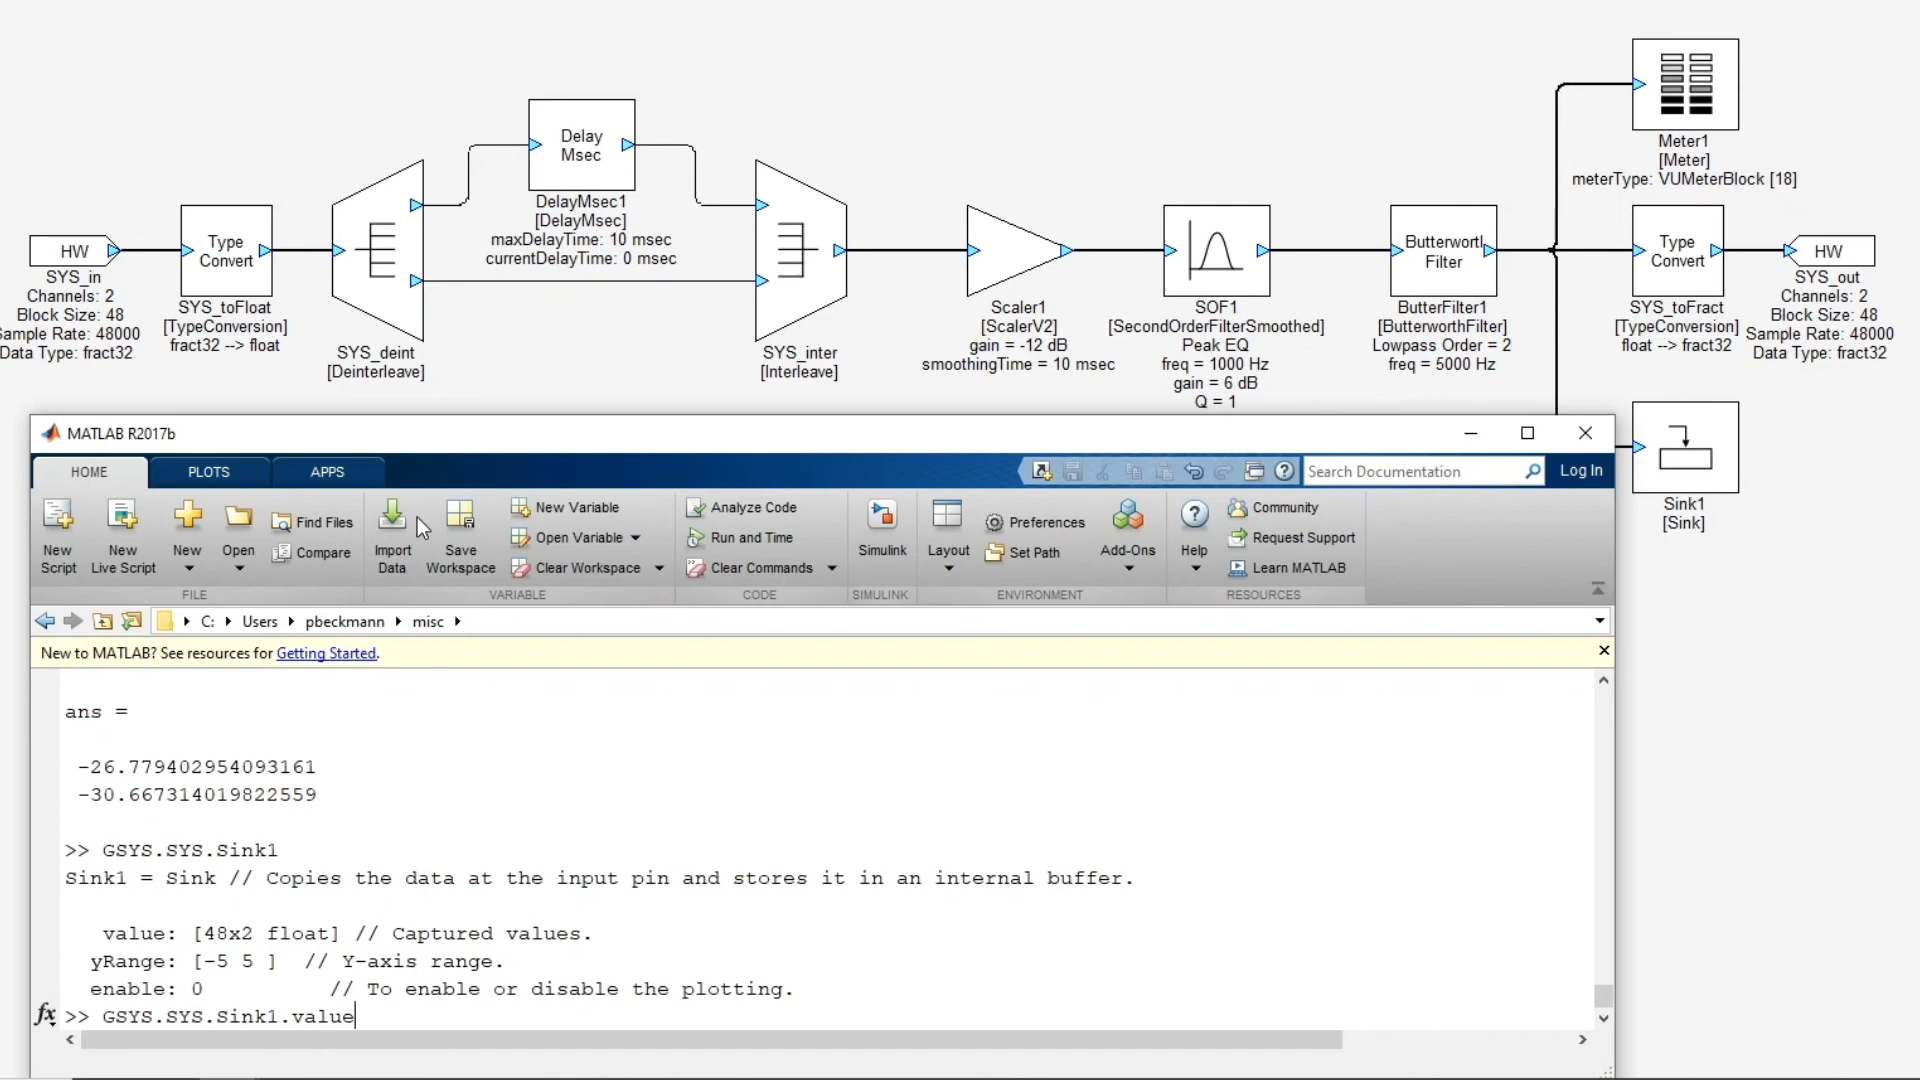 Meter1
[Meter]
meterType: VUMeterBlock [18]
Delay
Msec
DelayMsec1
[DelayMsec]
maxDelayTime: 10 msec
currentDelayTime: 0 msec
HW
SYS_in
Channels: 2
Block Size: 48
Sample Rate: 48000
Data Type: fract32
Type
Convert
SYS_toFloat
[TypeConversion]
fract32 --> float
SYS_deint
[Deinterleave]
SYS_inter
[Interleave]
Scaler1
[ScalerV2]
gain = -12 dB
smoothingTime = 10 msec
SOF1
[SecondOrderFilterSmoothed]
Peak EQ
freq = 1000 Hz
gain = 6 dB
Q = 1
Butterwortl
Filter
ButterFilter1
[ButterworthFilter]
Lowpass Order = 2
freq = 5000 Hz
Type
Convert
SYS_toFract
[TypeConversion]
float --> fract32
HW
SYS_out
Channels: 2
Block Size: 48
Sample Rate: 48000
Data Type: fract32
Sink1
[Sink]
MATLAB R2017b
HOME PLOTS APPS
Search Documentation
Log In
New
Script
New
Live Script
New
Open
Find Files
Compare
FILE
Import
Data
Save
Workspace
New Variable
Open Variable
Clear Workspace
VARIABLE
Analyze Code
Run and Time
Clear Commands
CODE
Simulink
SIMULINK
Layout
Preferences
Set Path
Add-Ons
ENVIRONMENT
Help
Community
Request Support
Learn MATLAB
RESOURCES
C: Users pbeckmann misc
New to MATLAB? See resources for Getting Started.
ans =
-26.779402954093161
-30.667314019822559
>> GSYS.SYS.Sink1
Sink1 = Sink // Copies the data at the input pin and stores it in an internal buffer.
value: [48x2 float] // Captured values.
yRange: [-5 5 ] // Y-axis range.
enable: 0 // To enable or disable the plotting.
fx >> GSYS.SYS.Sink1.value